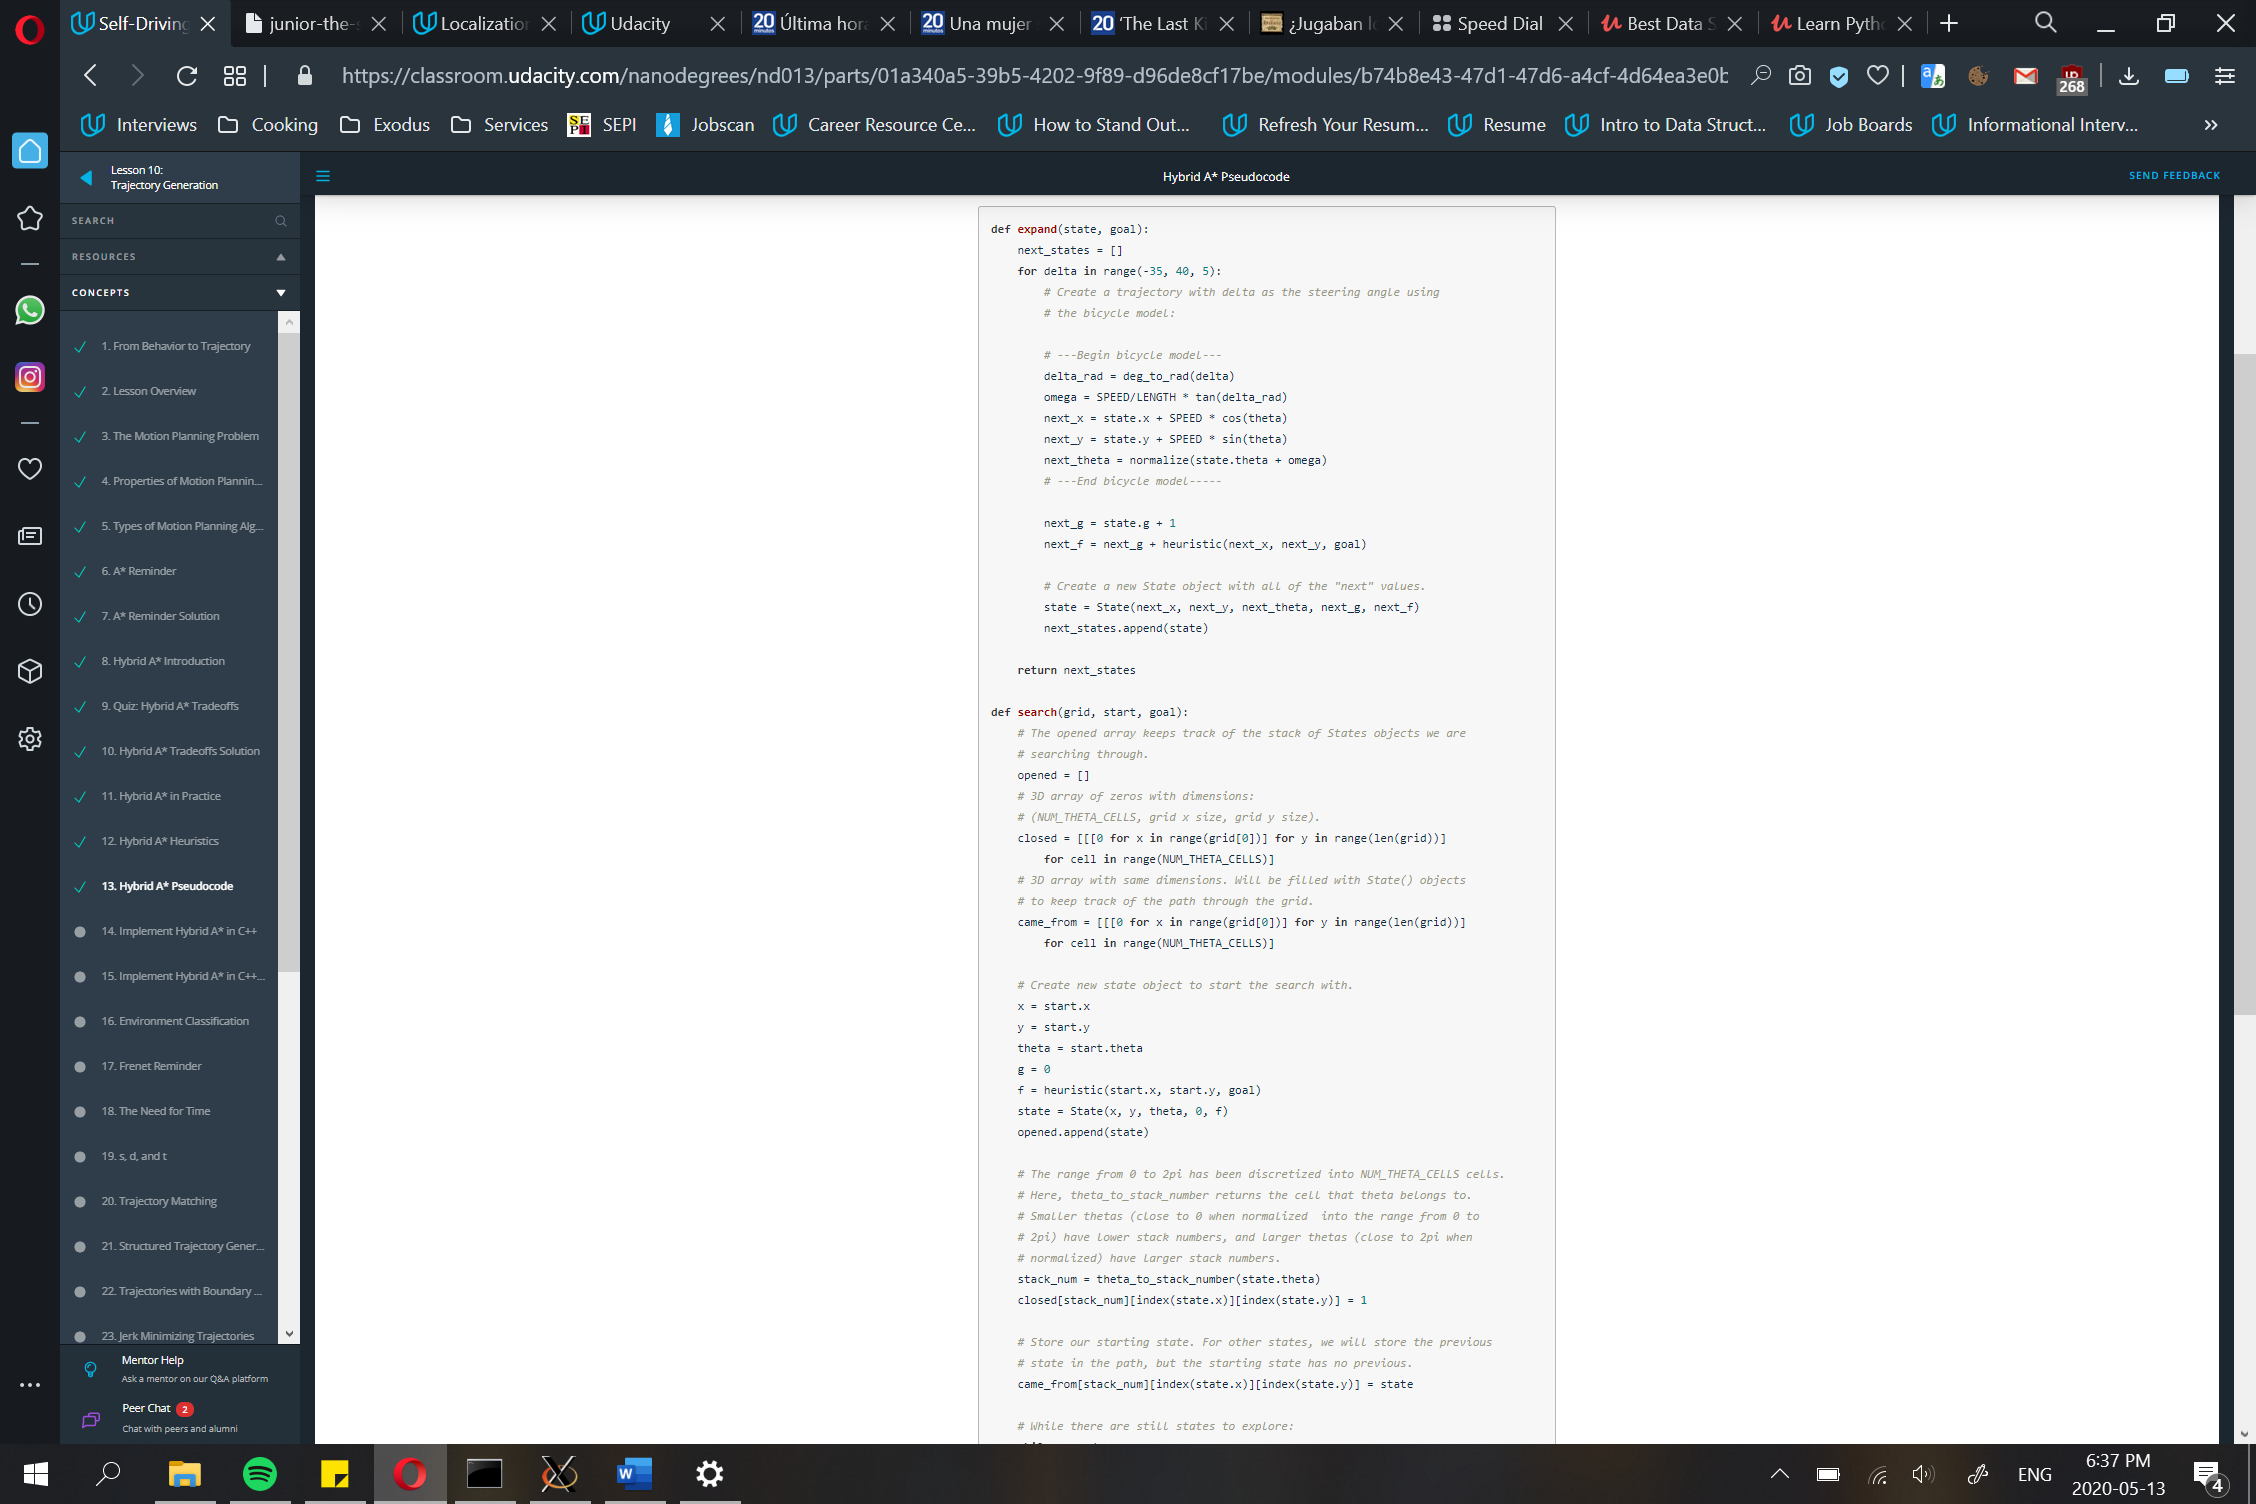 Self-Driving
junior-the-s
Localization
Udacity
20 Última hora
20 Una mujer
20 'The Last Ki
¿Jugaban l
Speed Dial
Best Data S
Learn Pytho
https://classroom.udacity.com/nanodegrees/nd013/parts/01a340a5-39b5-4202-9f89-d96de8cf17be/modules/b74b8e43-47d1-47d6-a4cf-4d64ea3e0b
268
Interviews
Cooking
Exodus
Services
SEPI
Jobscan
Career Resource Ce...
How to Stand Out...
Refresh Your Resum...
Resume
Intro to Data Struct...
Job Boards
Informational Interv...
Lesson 10:
Trajectory Generation
Hybrid A* Pseudocode
SEND FEEDBACK
SEARCH
RESOURCES
CONCEPTS
1. From Behavior to Trajectory
2. Lesson Overview
3. The Motion Planning Problem
4. Properties of Motion Plannin...
5. Types of Motion Planning Alg...
6. A* Reminder
7. A* Reminder Solution
8. Hybrid A* Introduction
9. Quiz: Hybrid A* Tradeoffs
10. Hybrid A* Tradeoffs Solution
11. Hybrid A* in Practice
12. Hybrid A* Heuristics
13. Hybrid A* Pseudocode
14. Implement Hybrid A* in C++
15. Implement Hybrid A* in C++...
16. Environment Classification
17. Frenet Reminder
18. The Need for Time
19. s, d, and t
20. Trajectory Matching
21. Structured Trajectory Gener...
22. Trajectories with Boundary ...
23. Jerk Minimizing Trajectories
Mentor Help
Ask a mentor on our Q&A platform
Peer Chat 2
Chat with peers and alumni
def expand(state, goal):
next_states = []
for delta in range(-35, 40, 5):
# Create a trajectory with delta as the steering angle using
# the bicycle model:
# ---Begin bicycle model---
delta_rad = deg_to_rad(delta)
omega = SPEED/LENGTH * tan(delta_rad)
next_x = state.x + SPEED * cos(theta)
next_y = state.y + SPEED * sin(theta)
next_theta = normalize(state.theta + omega)
# ---End bicycle model-----
next_g = state.g + 1
next_f = next_g + heuristic(next_x, next_y, goal)
# Create a new State object with all of the "next" values.
state = State(next_x, next_y, next_theta, next_g, next_f)
next_states.append(state)
return next_states
def search(grid, start, goal):
# The opened array keeps track of the stack of States objects we are
# searching through.
opened = []
# 3D array of zeros with dimensions:
# (NUM_THETA_CELLS, grid x size, grid y size).
closed = [[[0 for x in range(grid[0])] for y in range(len(grid))]
for cell in range(NUM_THETA_CELLS)]
# 3D array with same dimensions. Will be filled with State() objects
# to keep track of the path through the grid.
came_from = [[[0 for x in range(grid[0])] for y in range(len(grid))]
for cell in range(NUM_THETA_CELLS)]
# Create new state object to start the search with.
x = start.x
y = start.y
theta = start.theta
g = 0
f = heuristic(start.x, start.y, goal)
state = State(x, y, theta, 0, f)
opened.append(state)
# The range from 0 to 2pi has been discretized into NUM_THETA_CELLS cells.
# Here, theta_to_stack_number returns the cell that theta belongs to.
# Smaller thetas (close to 0 when normalized  into the range from 0 to
# 2pi) have lower stack numbers, and larger thetas (close to 2pi when
# normalized) have larger stack numbers.
stack_num = theta_to_stack_number(state.theta)
closed[stack_num][index(state.x)][index(state.y)] = 1
# Store our starting state. For other states, we will store the previous
# state in the path, but the starting state has no previous.
came_from[stack_num][index(state.x)][index(state.y)] = state
# While there are still states to explore:
ENG
6:37 PM
2020-05-13
4